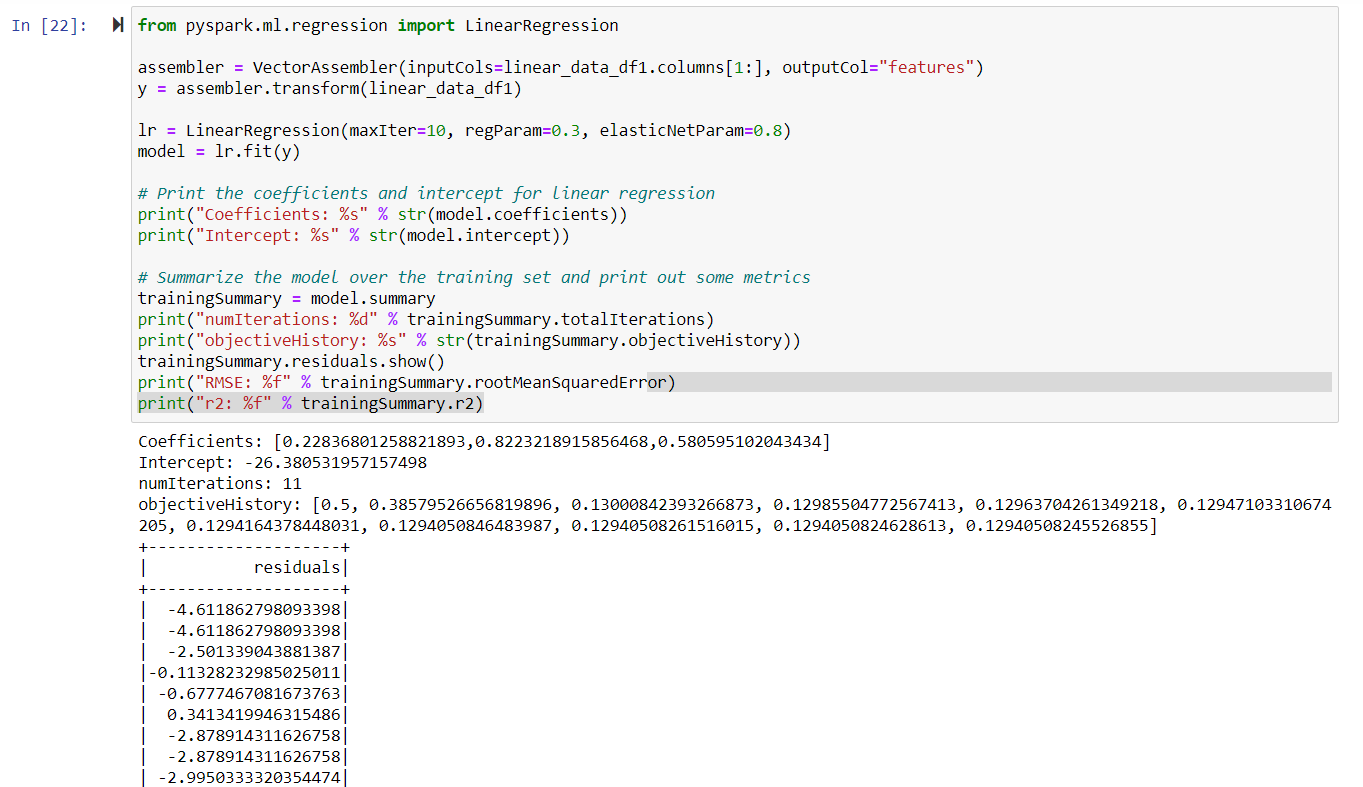 In [22]:
from pyspark.ml.regression import LinearRegression
assembler = VectorAssembler(inputCols=linear_data_df1.columns[1:], outputCol="features")
y = assembler.transform(linear_data_df1)
lr = LinearRegression(maxIter=10, regParam=0.3, elasticNetParam=0.8)
model = lr.fit(y)
# Print the coefficients and intercept for linear regression
print("Coefficients: %s" % str(model.coefficients))
print("Intercept: %s" % str(model.intercept))
# Summarize the model over the training set and print out some metrics
trainingSummary = model.summary
print("numIterations: %d" % trainingSummary.totalIterations)
print("objectiveHistory: %s" % str(trainingSummary.objectiveHistory))
trainingSummary.residuals.show()
print("RMSE: %f" % trainingSummary.rootMeanSquaredError)
print("r2: %f" % trainingSummary.r2)
Coefficients: [0.22836801258821893,0.8223218915856468,0.580595102043434]
Intercept: -26.380531957157498
numIterations: 11
objectiveHistory: [0.5, 0.38579526656819896, 0.13000842393266873, 0.12985504772567413, 0.12963704261349218, 0.12947103310674
205, 0.1294164378448031, 0.1294050846483987, 0.12940508261516015, 0.1294050824628613, 0.12940508245526855]
+--------------------+
|           residuals|
+--------------------+
|  -4.611862798093398|
|  -4.611862798093398|
|  -2.501339043881387|
|-0.11328232985025011|
| -0.6777467081673763|
|  0.3413419946315486|
|  -2.878914311626758|
|  -2.878914311626758|
| -2.9950333320354474|